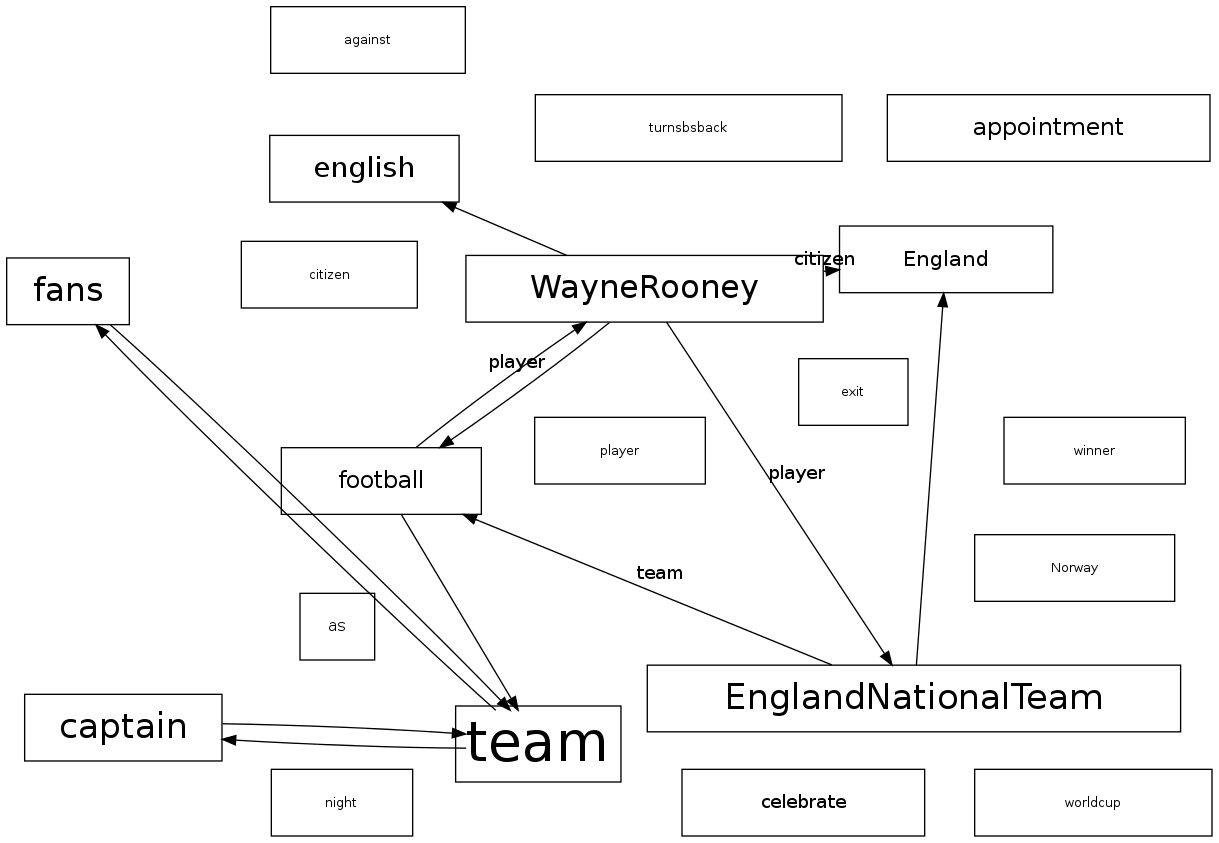 against
turnsbsback
appointment
english
citizen
England
citizen
fans
WayneRooney
player
exit
football
player
winner
player
team
Norway
as
EnglandNationalTeam
captain
team
night
celebrate
worldcup